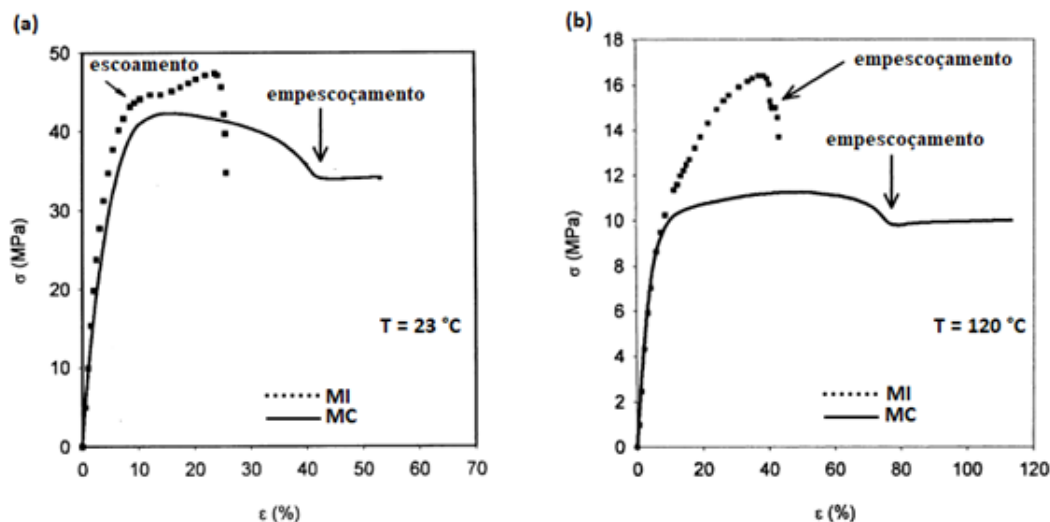 (a)
50
40
30
20
10
0
σ (MPa)
escoamento
empescoçamento
T = 23 °C
MI
MC
0 10 20 30 40 50 60 70
ε (%)
(b)
18
16
14
12
10
8
6
4
2
0
σ (MPa)
empescoçamento
empescoçamento
T = 120 °C
MI
MC
0 20 40 60 80 100 120
ε (%)